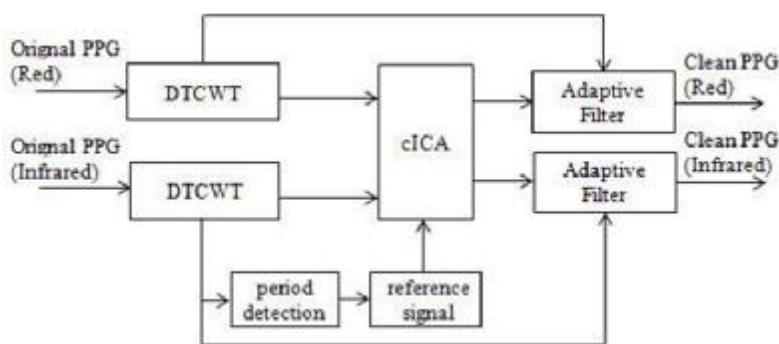 Orignal PPG
(Red)
DTCWT
Orignal PPG
(Infrared)
DTCWT
cICA
Adaptive
Filter
Clean PPG
(Red)
Adaptive
Filter
Clean PPG
(Infrared)
period
detection
reference
signal